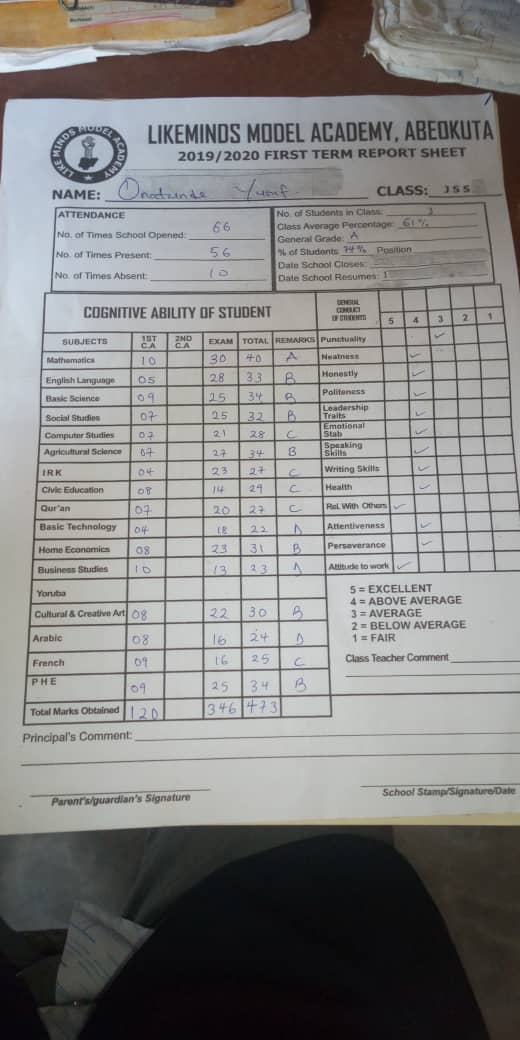 LIKEMINDS MODEL ACADEMY, ABEOKUTA
LIKE MINDS MODEL ACADEMY
2019/2020 FIRST TERM REPORT SHEET
NAME: Yusif CLASS: JSS
ATTENDANCE
No. of Times School Opened: 66
No. of Times Present: 56
No. of Times Absent: 10
No. of Students in Class: 3
Class Average Percentage: 61%
General Grade: A
% of Students 74% Position
Date School Closes:
Date School Resumes: 1
COGNITIVE ABILITY OF STUDENT
GENERAL CONDUCT OF STUDENTS 5 4 3 2 1
SUBJECTS 1ST C.A 2ND C.A EXAM TOTAL REMARKS Punctuality ✓
Mathematics 10 30 40 A Neatness ✓
English Language 05 28 33 B Honestly ✓
Basic Science 09 25 34 B Politeness ✓
Social Studies 07 25 32 B Leadership Traits ✓
Computer Studies 07 21 28 C Emotional Stab ✓
Agricultural Science 07 27 34 B Speaking Skills ✓
IRK 04 23 27 C Writing Skills ✓
Civic Education 08 14 29 C Health ✓
Qur'an 07 20 27 C Rel. With Others ✓
Basic Technology 04 18 22 Attentiveness ✓
Home Economics 08 23 31 B Perseverance ✓
Business Studies 10 13 23 Attitude to work ✓
Yoruba
Cultural & Creative Art 08 22 30 B
Arabic 08 16 24 D
French 09 16 25 C
PHE 09 25 34 B
Total Marks Obtained 120 346 473
5 = EXCELLENT
4 = ABOVE AVERAGE
3 = AVERAGE
2 = BELOW AVERAGE
1 = FAIR
Class Teacher Comment
Principal's Comment:
Parent's/guardian's Signature
School Stamp/Signature/Date